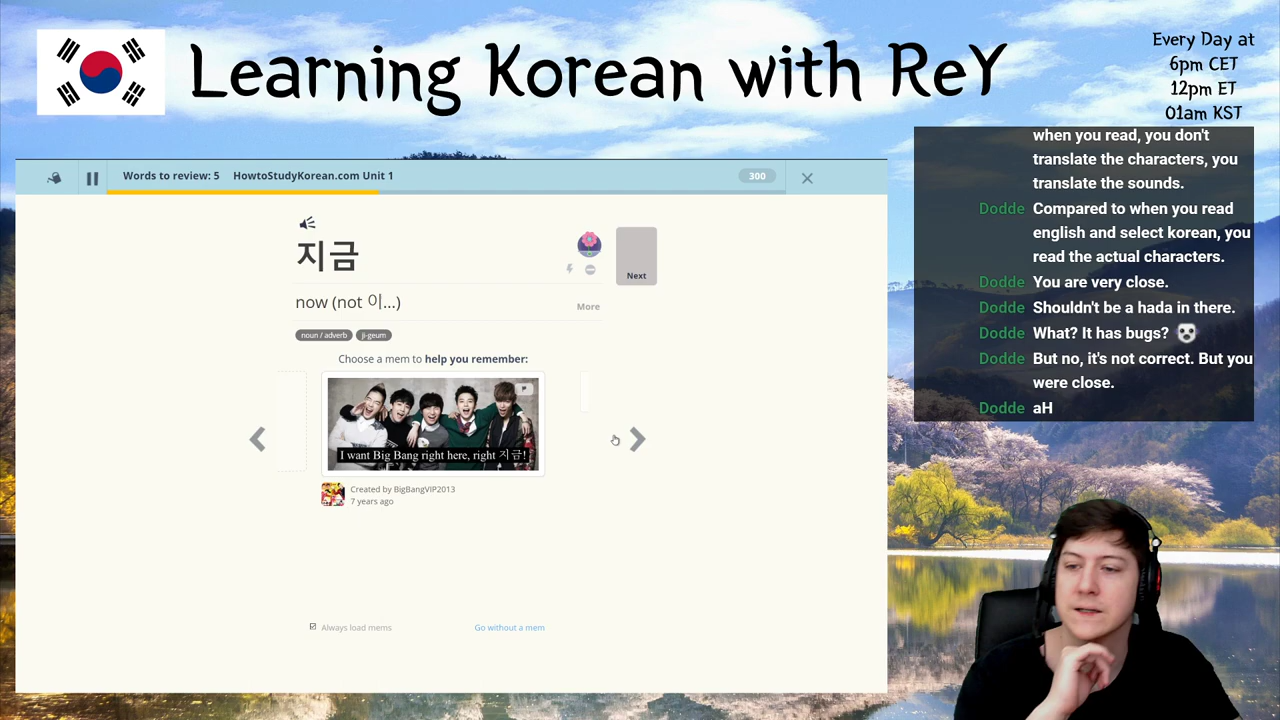 Learning Korean with ReY
Every Day at
6pm CET
12pm ET
01am KST
when you read, you don't
translate the characters, you
translate the sounds.
Dodde Compared to when you read
english and select korean, you
read the actual characters.
Dodde You are very close.
Dodde Shouldn't be a hada in there.
Dodde What? It has bugs?
Dodde But no, it's not correct. But you
were close.
Dodde aH
Words to review: 5 HowtoStudyKorean.com Unit 1
300
지금
Next
now (not 이...)
More
noun / adverb ji-geum
Choose a mem to help you remember:
I want Big Bang right here, right 지금!
Created by BigBangVIP2013
7 years ago
Always load mems
Go without a mem